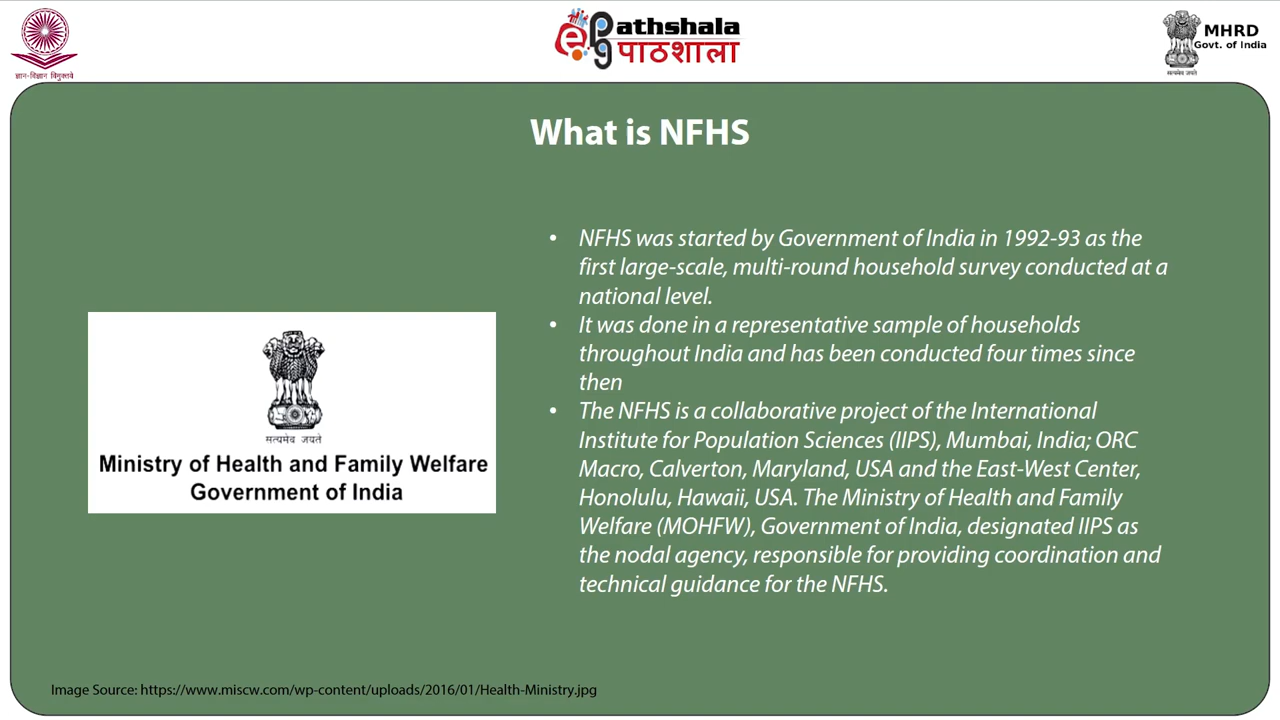 ज्ञान-विज्ञान विमुक्तये
ePathshala
पाठशाला
MHRD
Govt. of India
सत्यमेव जयते
What is NFHS
• NFHS was started by Government of India in 1992-93 as the
first large-scale, multi-round household survey conducted at a
national level.
• It was done in a representative sample of households
throughout India and has been conducted four times since
then
• The NFHS is a collaborative project of the International
Institute for Population Sciences (IIPS), Mumbai, India; ORC
Macro, Calverton, Maryland, USA and the East-West Center,
Honolulu, Hawaii, USA. The Ministry of Health and Family
Welfare (MOHFW), Government of India, designated IIPS as
the nodal agency, responsible for providing coordination and
technical guidance for the NFHS.
सत्यमेव जयते
Ministry of Health and Family Welfare
Government of India
Image Source: https://www.miscw.com/wp-content/uploads/2016/01/Health-Ministry.jpg